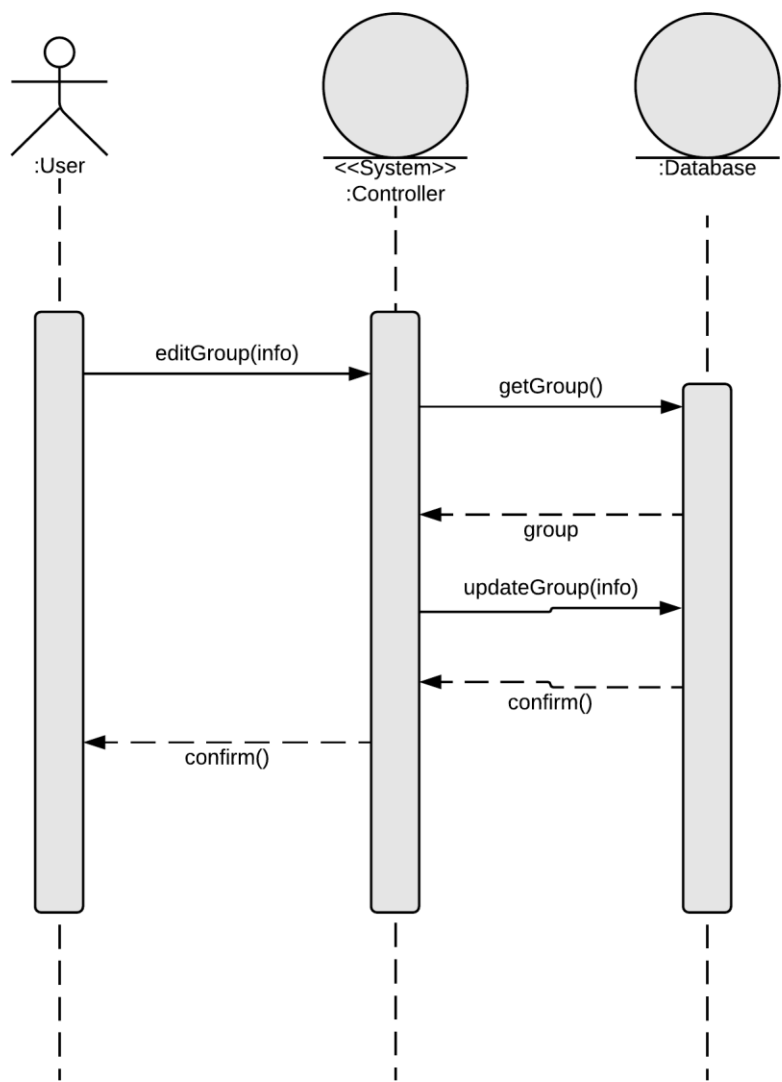 :User
<<System>>
:Controller
:Database
editGroup(info)
getGroup()
group
updateGroup(info)
confirm()
confirm()